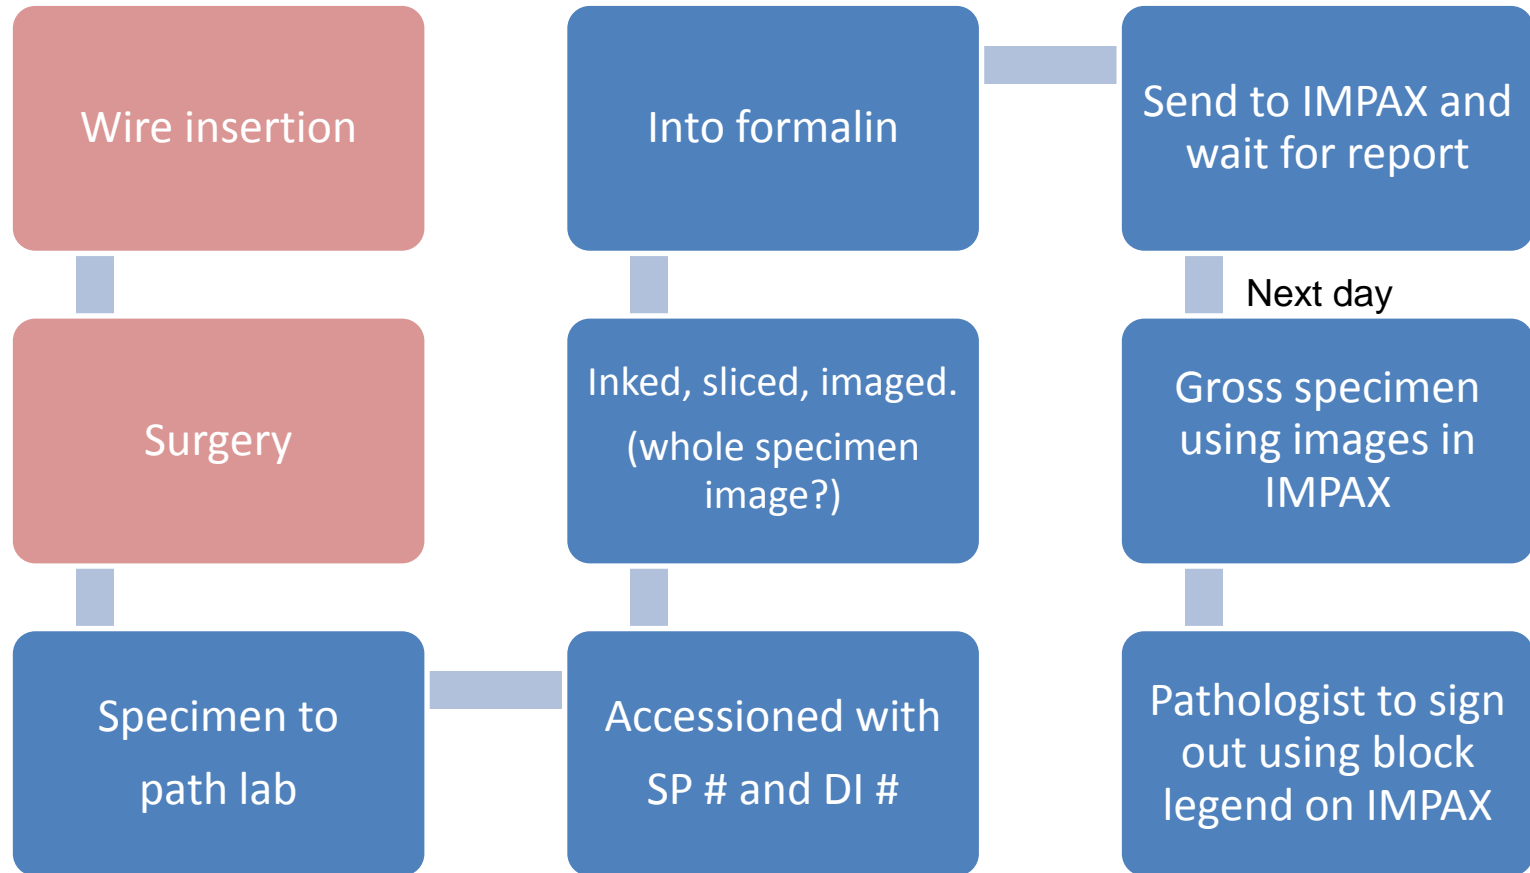 Wire insertion
Surgery
Specimen to
path lab
Accessioned with
SP # and DI #
Inked, sliced, imaged.
(whole specimen
image?)
Into formalin
Send to IMPAX and
wait for report
Next day
Gross specimen
using images in
IMPAX
Pathologist to sign
out using block
legend on IMPAX